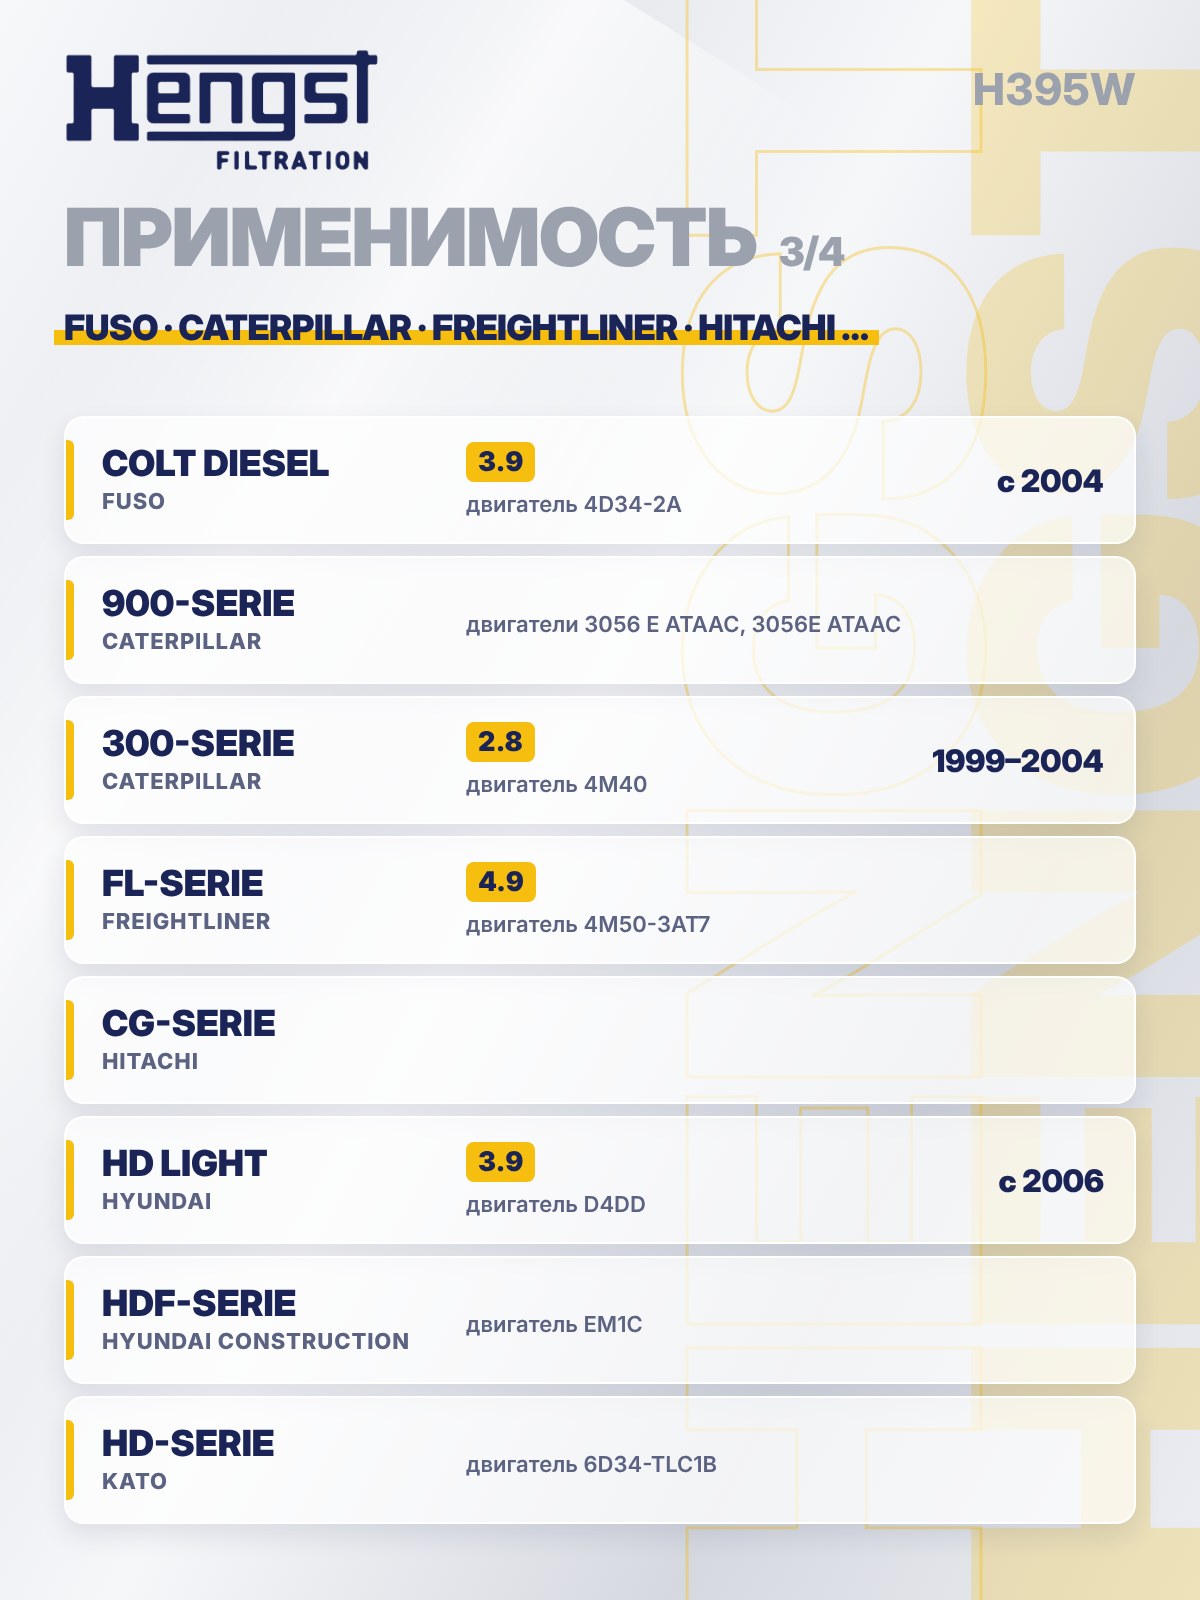 Hengst
FILTRATION
H395W
ПРИМЕНИМОСТЬ 3/4
FUSO · CATERPILLAR · FREIGHTLINER · HITACHI ...
COLT DIESEL
FUSO
3.9
двигатель 4D34-2A
с 2004
900-SERIE
CATERPILLAR
двигатели 3056 E ATAAC, 3056E ATAAC
300-SERIE
CATERPILLAR
2.8
двигатель 4M40
1999–2004
FL-SERIE
FREIGHTLINER
4.9
двигатель 4M50-3AT7
CG-SERIE
HITACHI
HD LIGHT
HYUNDAI
3.9
двигатель D4DD
с 2006
HDF-SERIE
HYUNDAI CONSTRUCTION
двигатель EM1C
HD-SERIE
KATO
двигатель 6D34-TLC1B
HENGST
HENGST